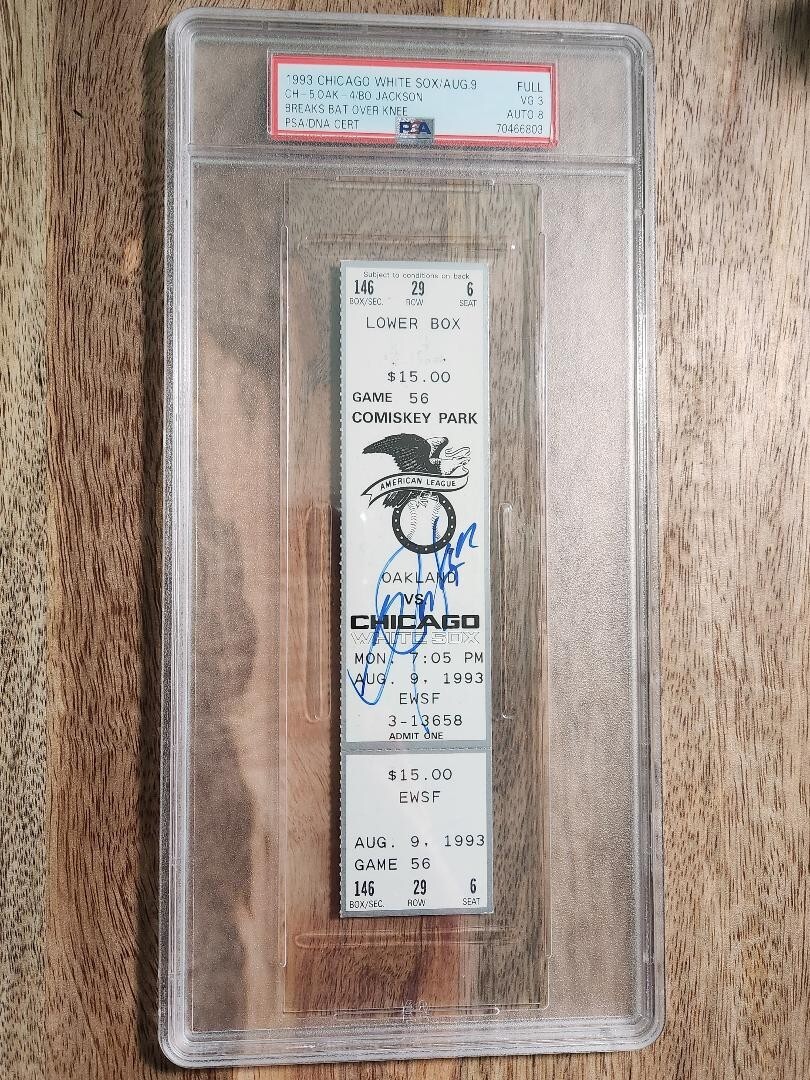 1993 CHICAGO WHITE SOX/AUG.9 FULL
CH-5,OAK-4/BO JACKSON VG 3
BREAKS BAT OVER KNEE AUTO 8
PSA/DNA CERT PSA 70466803
Subject to conditions on back
146 29 6
BOX/SEC. ROW SEAT
LOWER BOX
$15.00
GAME 56
COMISKEY PARK
AMERICAN LEAGUE
OAKLAND
VS.
CHICAGO
WHITE SOX
MON 7:05 PM
AUG. 9, 1993
EWSF
3-13658
ADMIT ONE
$15.00
EWSF
AUG. 9, 1993
GAME 56
146 29 6
BOX/SEC. ROW SEAT